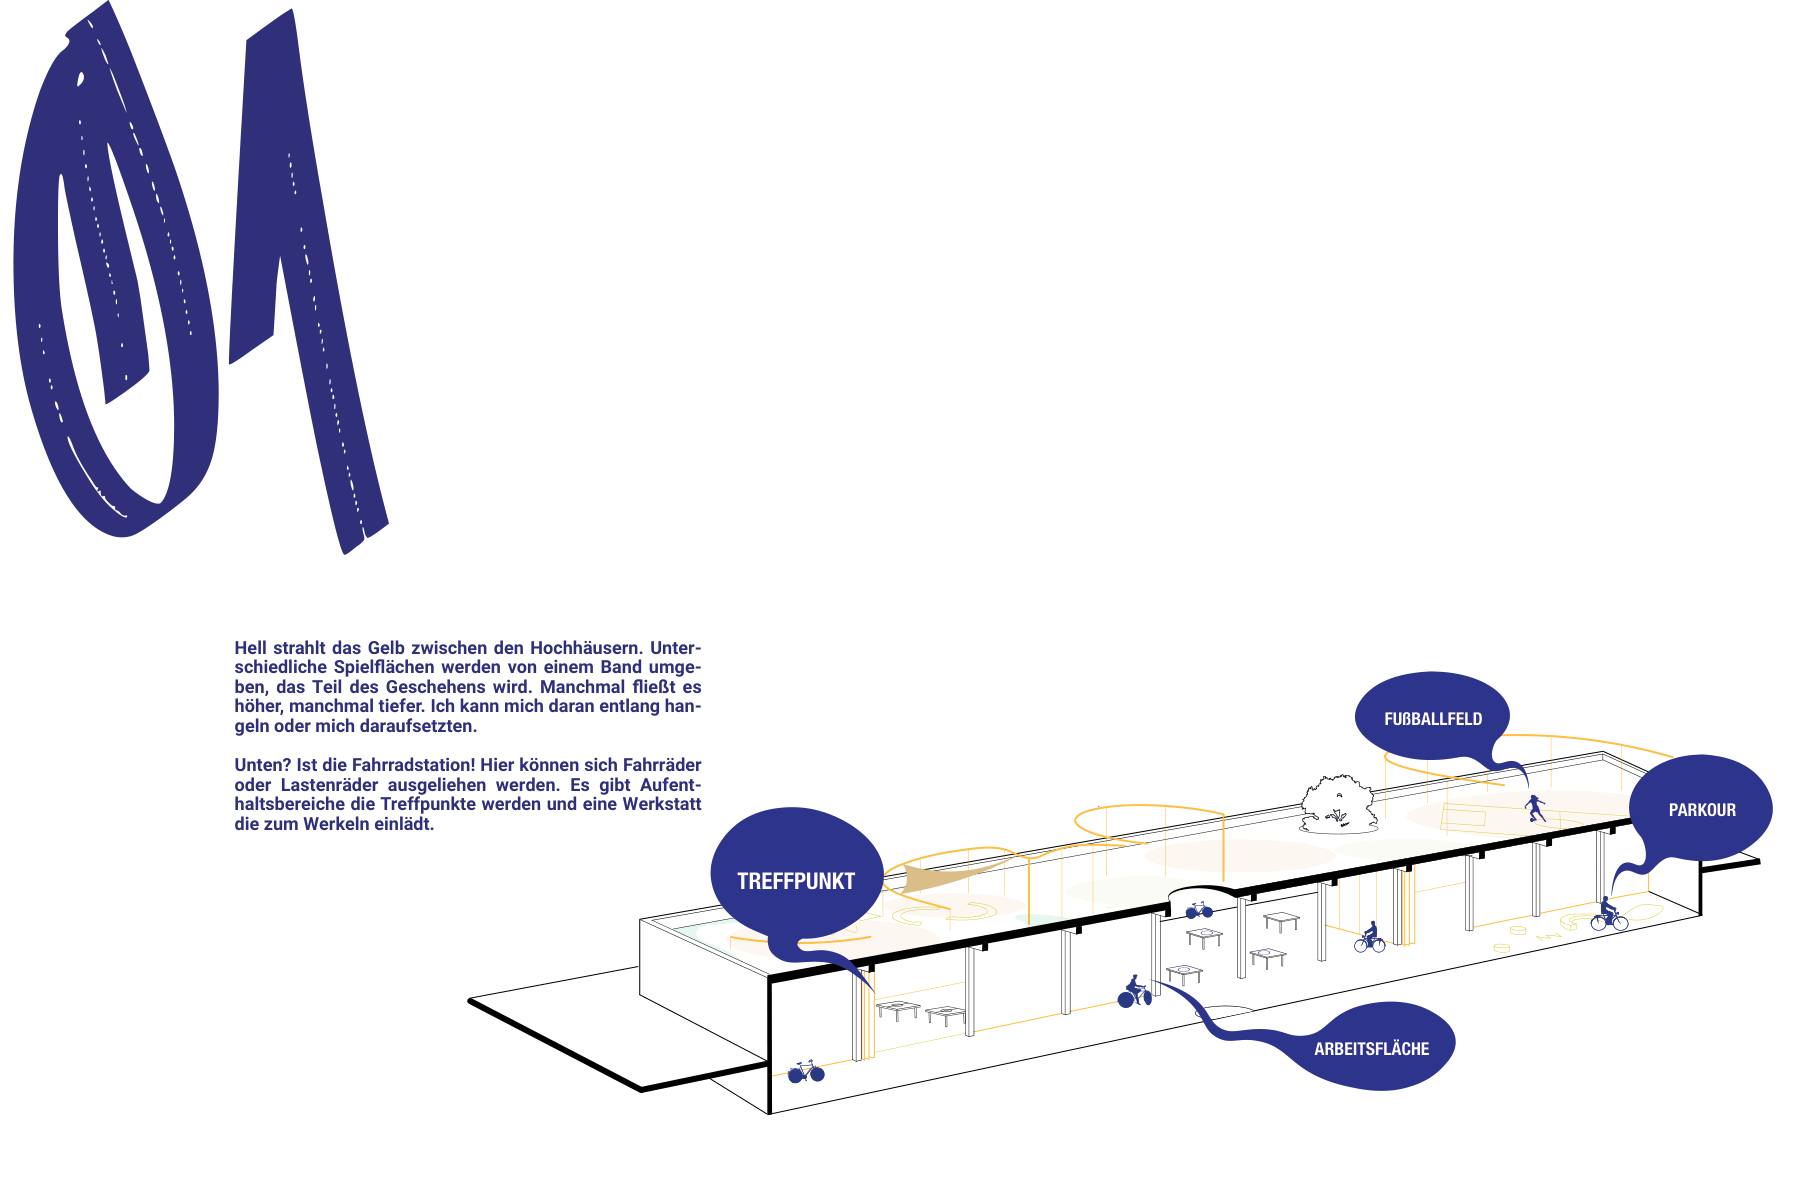 01
Hell strahlt das Gelb zwischen den Hochhäusern. Unter-
schiedliche Spielflächen werden von einem Band umge-
ben, das Teil des Geschehens wird. Manchmal fließt es
höher, manchmal tiefer. Ich kann mich daran entlang han-
geln oder mich daraufsetzten.
Unten? Ist die Fahrradstation! Hier können sich Fahrräder
oder Lastenräder ausgeliehen werden. Es gibt Aufent-
haltsbereiche die Treffpunkte werden und eine Werkstatt
die zum Werkeln einlädt.
FUßBALLFELD
PARKOUR
TREFFPUNKT
ARBEITSFLÄCHE